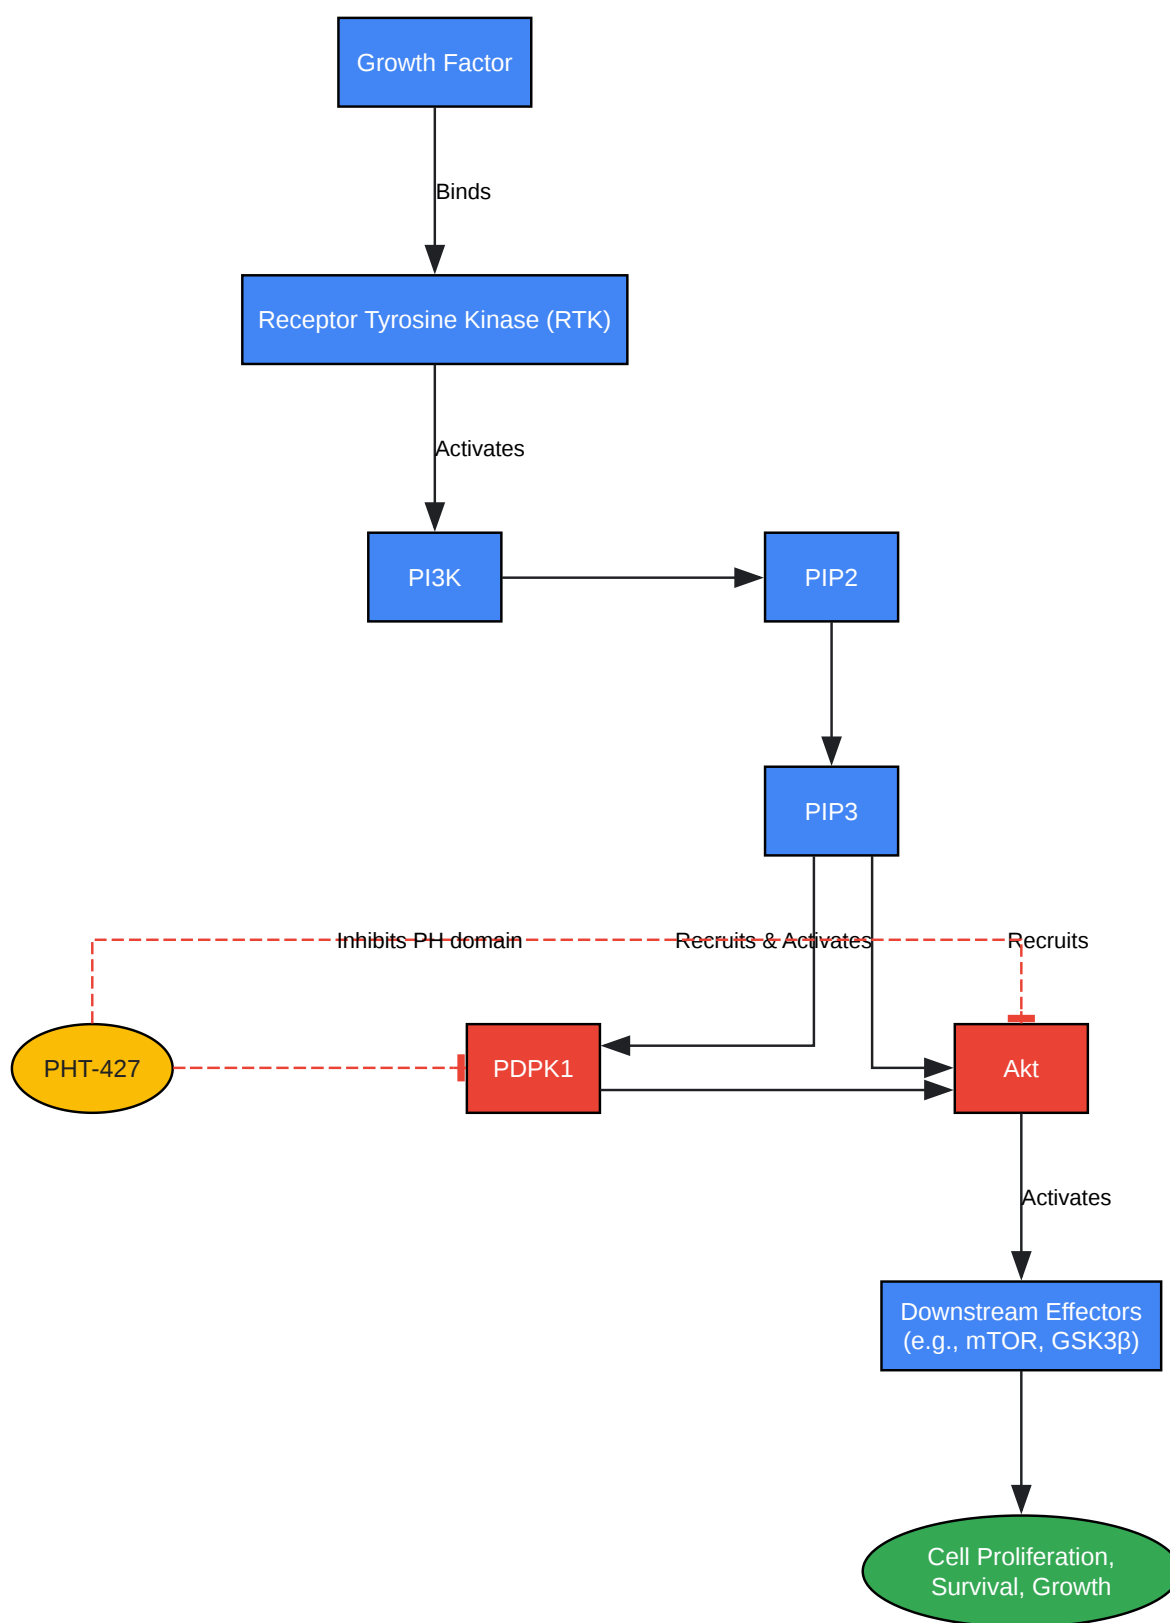 Growth Factor
Binds
Receptor Tyrosine Kinase (RTK)
Activates
PI3K
PIP2
PIP3
Inhibits PH domain
Recruits & Activates
Recruits
PHT-427
PDPK1
Akt
Activates
Downstream Effectors
(e.g., mTOR, GSK3β)
Cell Proliferation,
Survival, Growth